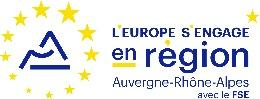 L'EUROPE S'ENGAGE
en région
Auvergne-Rhône-Alpes
avec le FSE